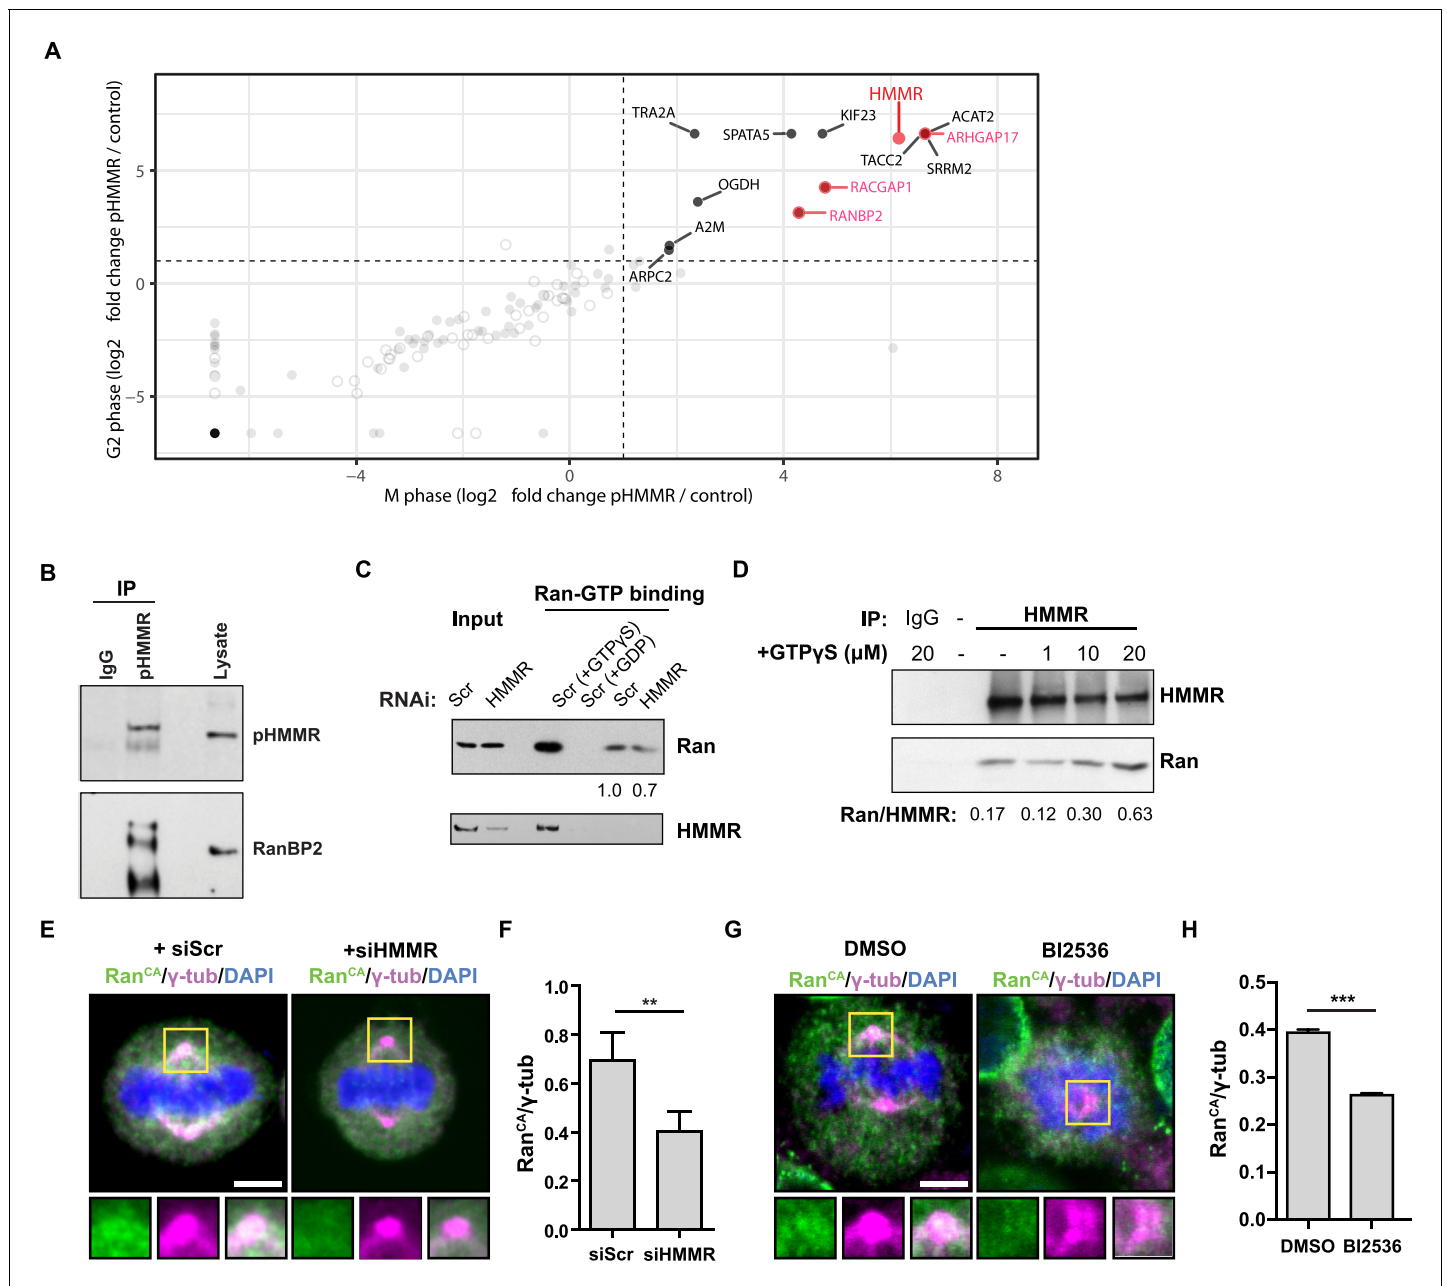 A
G2 phase (log2 fold change pHMMR / control)
5
0
−5
−4
0
4
8
M phase (log2 fold change pHMMR / control)
HMMR
TRA2A
SPATA5
KIF23
ACAT2
ARHGAP17
TACC2
SRRM2
OGDH
RACGAP1
RANBP2
A2M
ARPC2
B
IP
IgG
pHMMR
Lysate
pHMMR
RanBP2
C
Ran-GTP binding
Input
RNAi:
Scr
HMMR
Scr (+GTPγS)
Scr (+GDP)
Scr
HMMR
Ran
1.0 0.7
HMMR
D
IP: IgG - HMMR
+GTPγS (µM) 20 - - 1 10 20
HMMR
Ran
Ran/HMMR: 0.17 0.12 0.30 0.63
E
+ siScr
RanCA/γ-tub/DAPI
+siHMMR
RanCA/γ-tub/DAPI
F
RanCA/γ-tub
1.0
0.8
0.6
0.4
0.2
0.0
**
siScr siHMMR
G
DMSO
RanCA/γ-tub/DAPI
BI2536
RanCA/γ-tub/DAPI
H
RanCA/γ-tub
0.5
0.4
0.3
0.2
0.1
0.0
***
DMSO BI2536